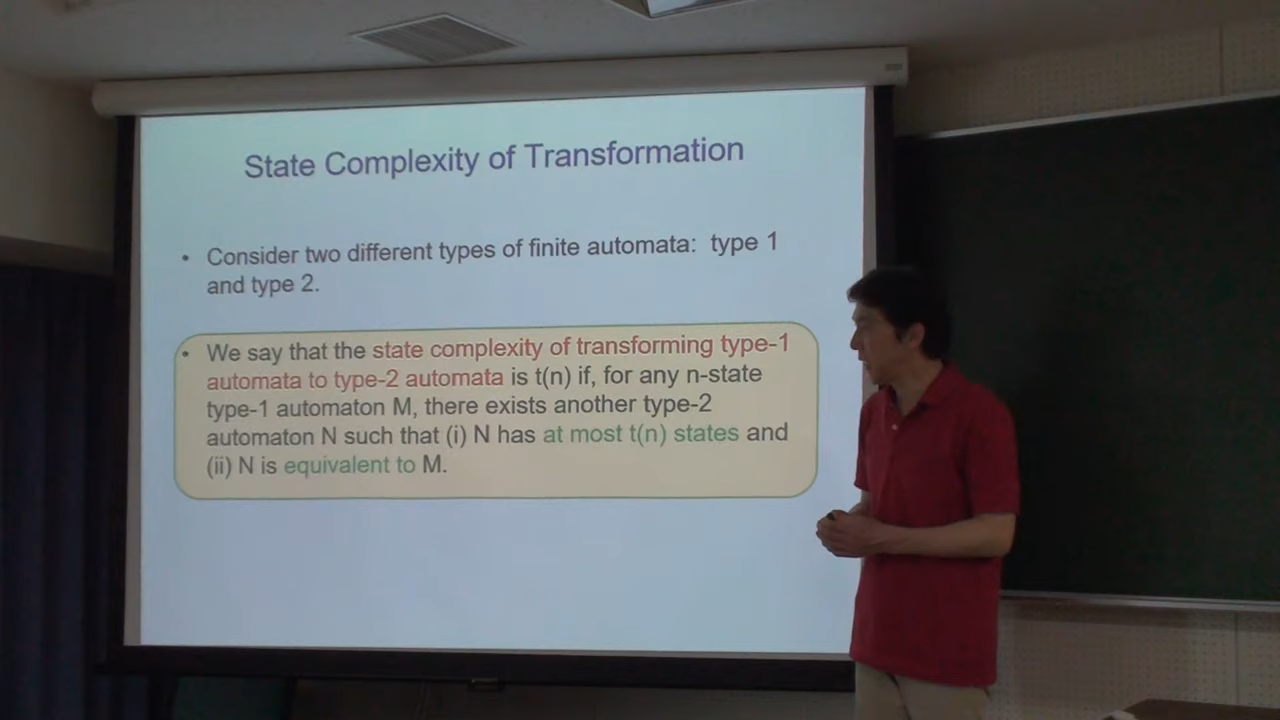 State Complexity of Transformation
• Consider two different types of finite automata: type 1
and type 2.
• We say that the state complexity of transforming type-1
automata to type-2 automata is t(n) if, for any n-state
type-1 automaton M, there exists another type-2
automaton N such that (i) N has at most t(n) states and
(ii) N is equivalent to M.